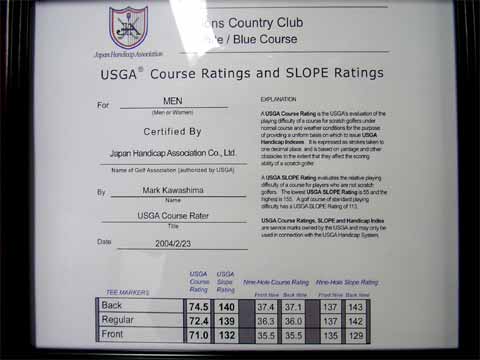 ns Country Club
te / Blue Course
Japan Handicap Association
USGA® Course Ratings and SLOPE Ratings
For MEN
(Men or Women)
Certified By
Japan Handicap Association Co., Ltd.
Name of Golf Association (authorized by USGA)
By Mark Kawashima
Name
USGA Course Rater
Title
Date 2004/2/23
EXPLANATION
A USGA Course Rating is the USGA's evaluation of the
playing difficulty of a course for scratch golfers under
normal course and weather conditions for the purpose
of providing a uniform basis on which to issue USGA
Handicap Indexes. It is expressed as strokes taken to
one decimal place, and is based on yardage and other
obstacles in the extent that they affect the scoring
ability of a scratch golfer.
A USGA SLOPE Rating evaluates the relative playing
difficulty of a course for players who are not scratch
golfers. The lowest USGA SLOPE Rating is 55 and the
highest is 155. A golf course of standard playing
difficulty has a USGA SLOPE Rating of 113.
USGA Course Ratings, SLOPE and Handicap Index
are service marks owned by the USGA and may only be
used in connection with the USGA Handicap System.
TEE MARKERS USGA Course Rating USGA Slope Rating Nine-Hole Course Rating Nine-Hole Slope Rating
Front Nine Back Nine Front Nine Back Nine
Back 74.5 140 37.4 37.1 137 143
Regular 72.4 139 36.3 36.0 137 142
Front 71.0 132 35.5 35.5 135 129